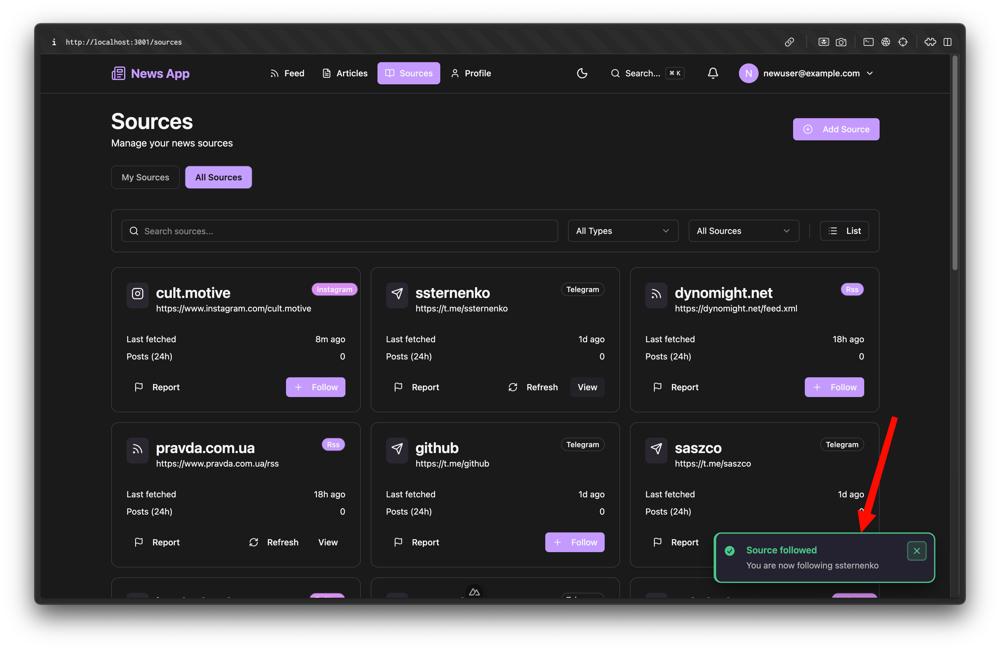 http://localhost:3001/sources
News App
Feed
Articles
Sources
Profile
Search...
⌘ K
N
newuser@example.com
Sources
Manage your news sources
Add Source
My Sources
All Sources
Search sources...
All Types
All Sources
List
cult.motive
Instagram
https://www.instagram.com/cult.motive
Last fetched
8m ago
Posts (24h)
0
Report
Follow
ssternenko
Telegram
https://t.me/ssternenko
Last fetched
1d ago
Posts (24h)
0
Report
Refresh
View
dynomight.net
Rss
https://dynomight.net/feed.xml
Last fetched
18h ago
Posts (24h)
0
Report
Follow
pravda.com.ua
Rss
https://www.pravda.com.ua/rss
Last fetched
18h ago
Posts (24h)
0
Report
Refresh
View
github
Telegram
https://t.me/github
Last fetched
1d ago
Posts (24h)
0
Report
Follow
saszco
Telegram
https://t.me/saszco
Last fetched
1d ago
Posts (24h)
Report
Source followed
You are now following ssternenko